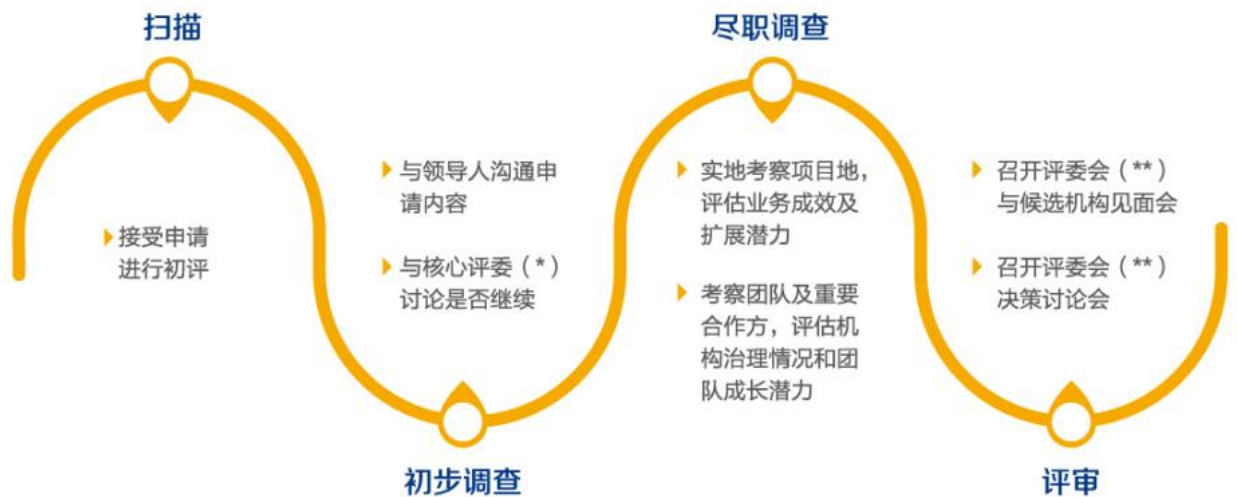 扫描
接受申请
进行初评
与领导人沟通申
请内容
与核心评委（*）
讨论是否继续
初步调查
尽职调查
实地考察项目地，
评估业务成效及
扩展潜力
考察团队及重要
合作方，评估机
构治理情况和团
队成长潜力
召开评委会（**）
与候选机构见面会
召开评委会（**）
决策讨论会
评审